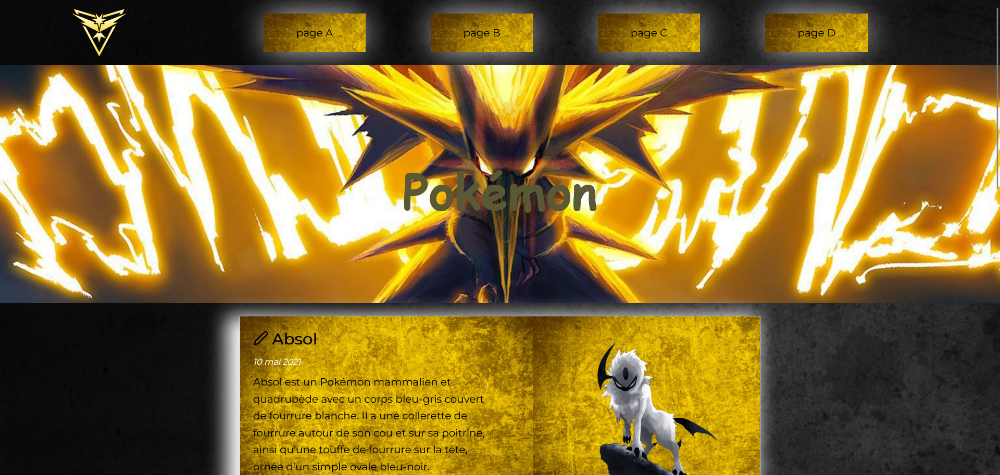 page A
page B
page C
page D
Pokémon
Absol
10 mai 2021
Absol est un Pokémon mammalien et
quadrupède avec un corps bleu-gris couvert
de fourrure blanche. Il a une collerette de
fourrure autour de son cou et sur sa poitrine,
ainsi qu'une touffe de fourrure sur la tête,
ornée d'un simple ovale bleu-noir.